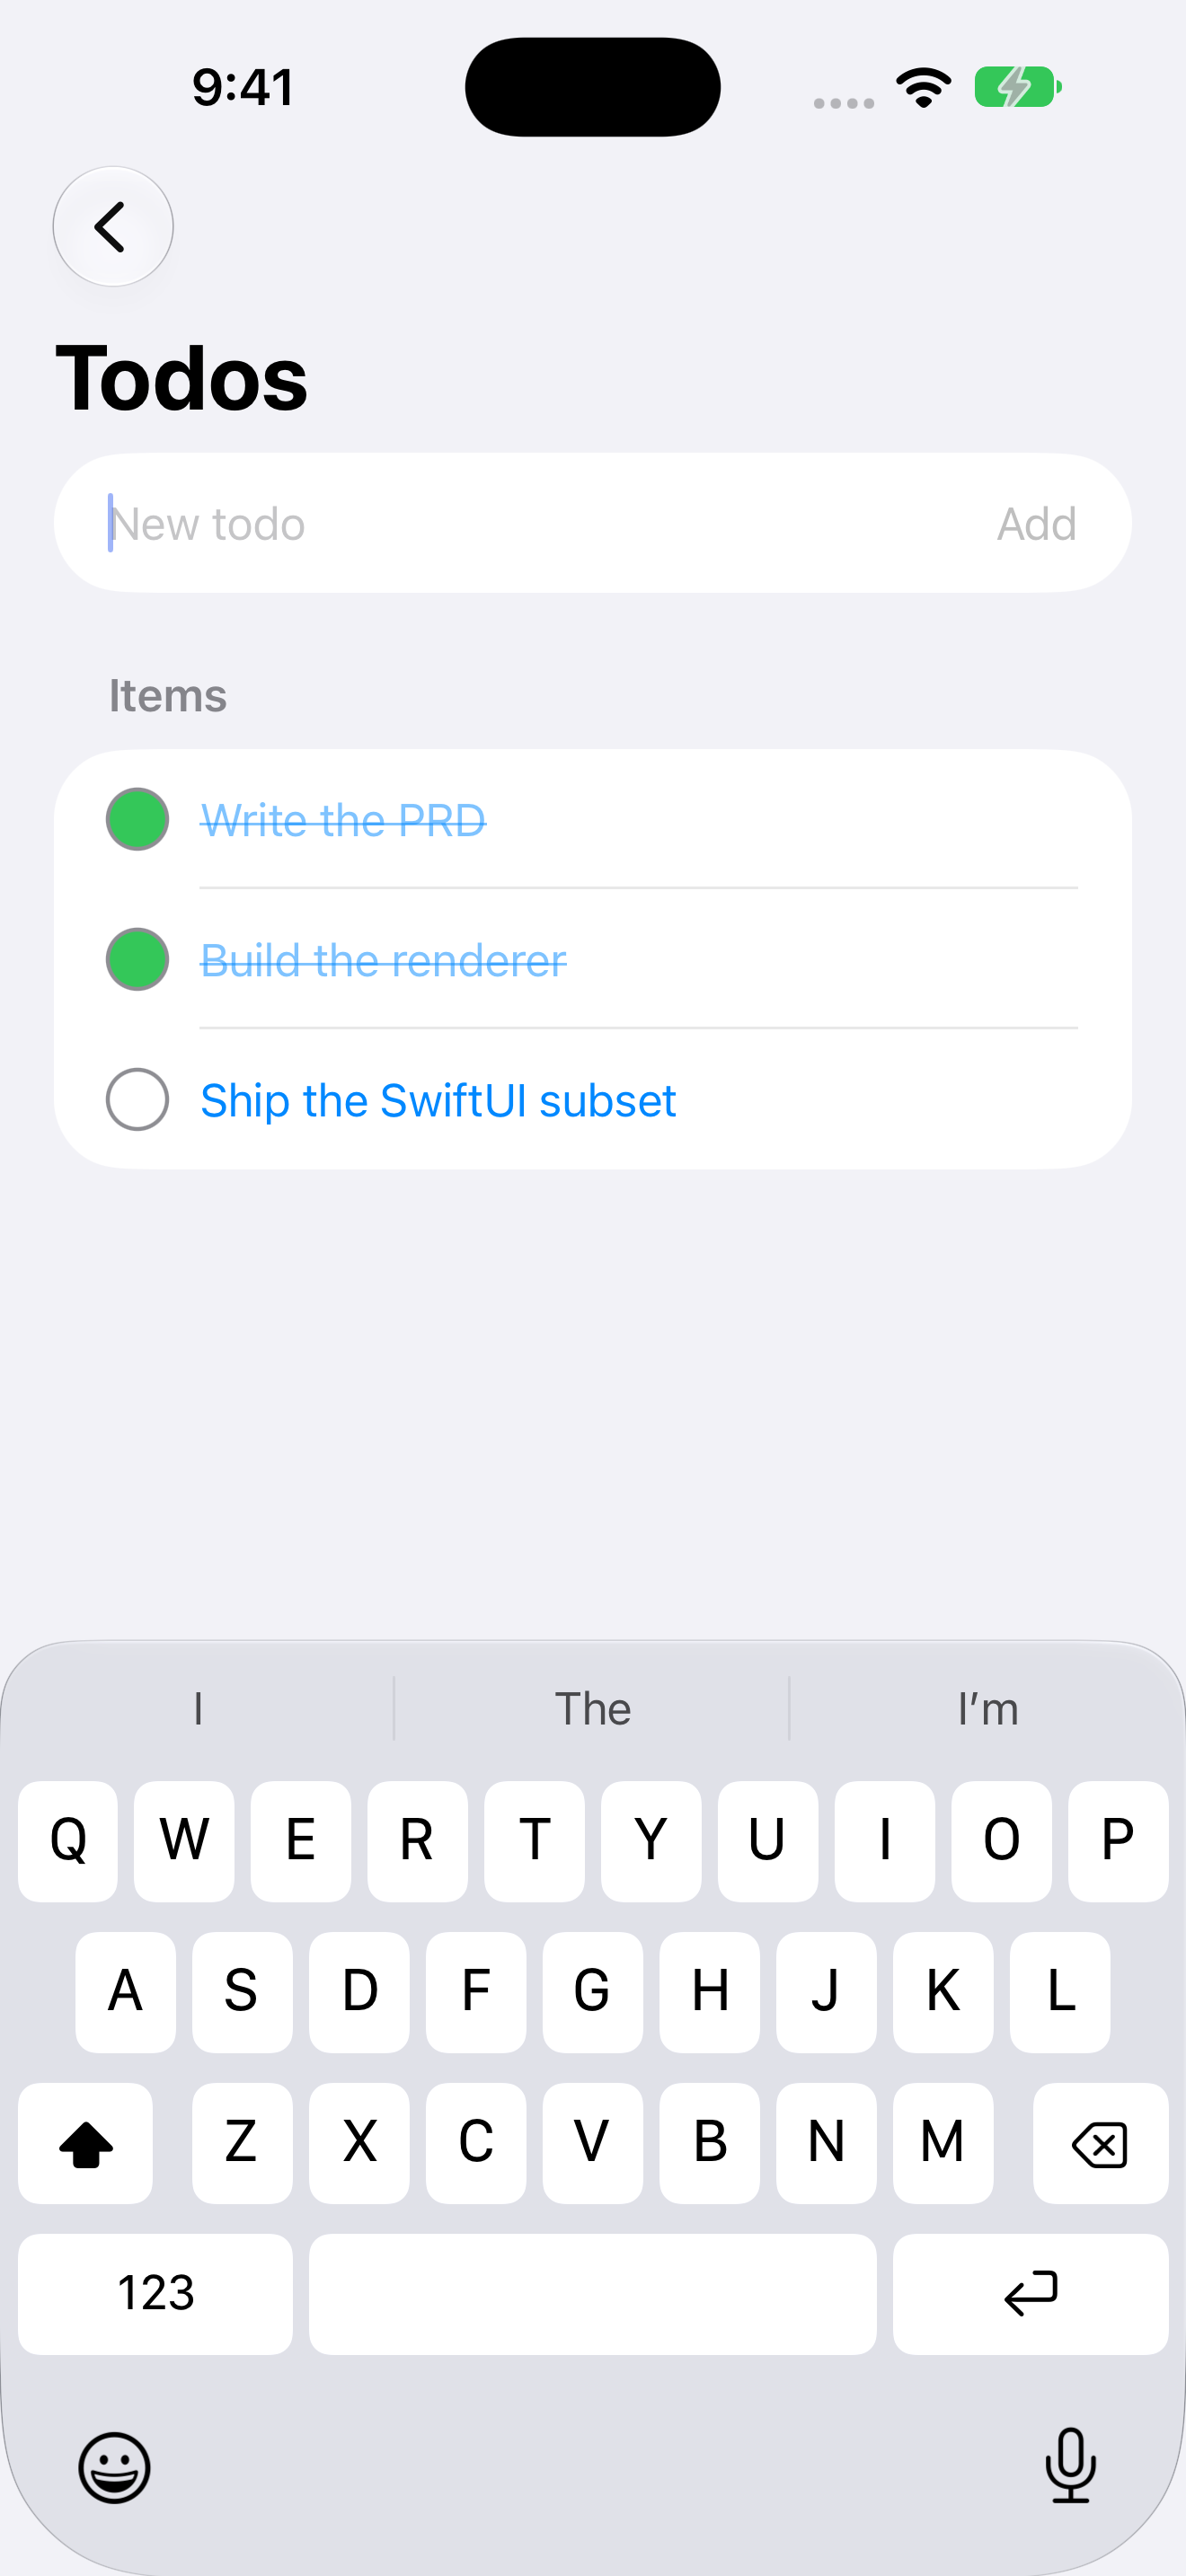 9:41
Todos
New todo Add
Items
Write the PRD
Build the renderer
Ship the SwiftUI subset
I The I’m
Q W E R T Y U I O P
A S D F G H J K L
Z X C V B N M
123